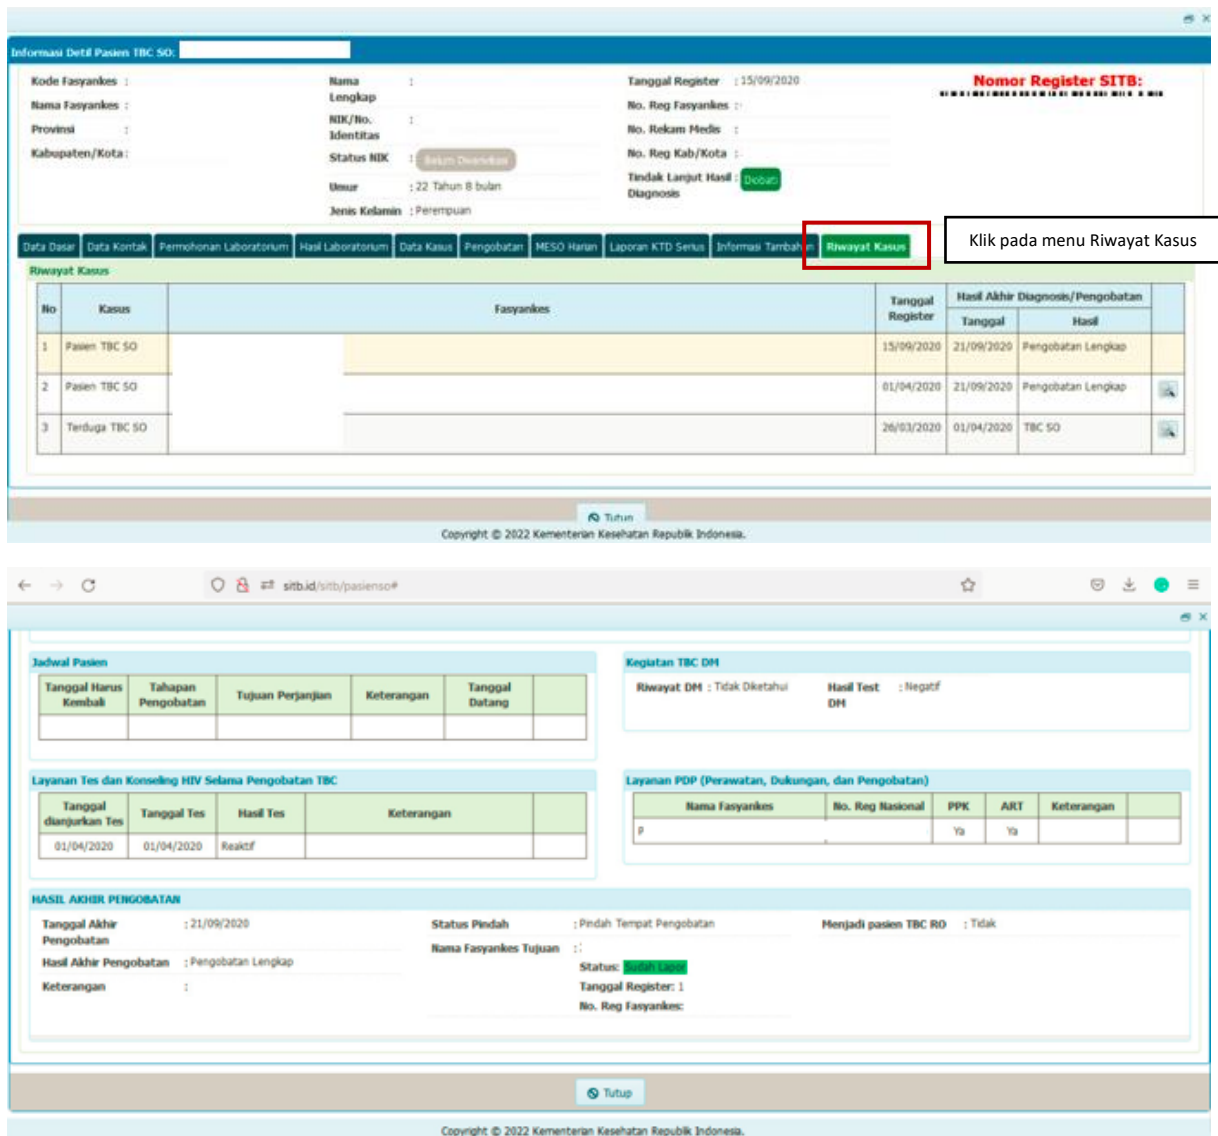 Informasi Detil Pasien TBC SO:
Kode Fasyankes :
Nama Fasyankes :
Provinsi :
Kabupaten/Kota :
Nama Lengkap :
NIK/No. Identitas :
Status NIK : Belum
Umur : 22 Tahun 8 bulan
Jenis Kelamin : Perempuan
Tanggal Register : 15/09/2020
No. Reg Fasyankes :
No. Rekam Medis :
No. Reg Kab/Kota :
Tindak Lanjut Hasil Diagnosis : Diobati
Nomor Register SITB:
Data Dasar Data Kontak Permohonan Laboratorium Hasil Laboratorium Data Kasus Pengobatan MESO Harian Laporan KTD Serius Informasi Tambahan Riwayat Kasus
Klik pada menu Riwayat Kasus
Riwayat Kasus
No Kasus Fasyankes Tanggal Register Hasil Akhir Diagnosis/Pengobatan
Tanggal Hasil
1 Pasien TBC SO 15/09/2020 21/09/2020 Pengobatan Lengkap
2 Pasien TBC SO 01/04/2020 21/09/2020 Pengobatan Lengkap
3 Terduga TBC SO 26/03/2020 01/04/2020 TBC SO
Tutup
Copyright © 2022 Kementerian Kesehatan Republik Indonesia.
sitb.id/sitb/pasienso#
Jadwal Pasien
Tanggal Harus Kembali Tahapan Pengobatan Tujuan Perjanjian Keterangan Tanggal Datang
Kegiatan TBC DM
Riwayat DM : Tidak Diketahui Hasil Test DM : Negatif
Layanan Tes dan Konseling HIV Selama Pengobatan TBC
Tanggal dianjurkan Tes Tanggal Tes Hasil Tes Keterangan
01/04/2020 01/04/2020 Reaktif
Layanan PDP (Perawatan, Dukungan, dan Pengobatan)
Nama Fasyankes No. Reg Nasional PPK ART Keterangan
P Ya Ya
HASIL AKHIR PENGOBATAN
Tanggal Akhir Pengobatan : 21/09/2020
Hasil Akhir Pengobatan : Pengobatan Lengkap
Keterangan :
Status Pindah : Pindah Tempat Pengobatan
Nama Fasyankes Tujuan :
Status: Sudah Lapor
Tanggal Register: 1
No. Reg Fasyankes:
Menjadi pasien TBC RO : Tidak
Tutup
Copyright © 2022 Kementerian Kesehatan Republik Indonesia.